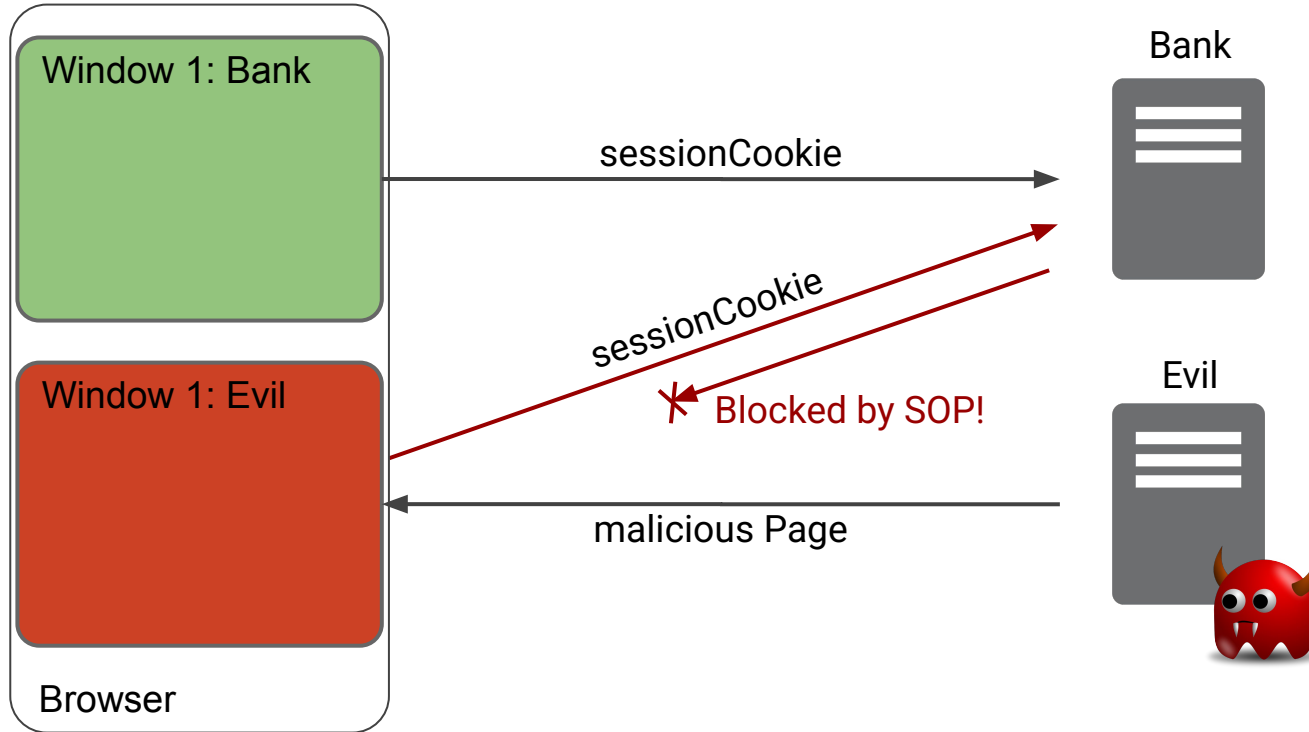 Window 1: Bank
Bank
sessionCookie
sessionCookie
Window 1: Evil
Evil
Blocked by SOP!
malicious Page
Browser